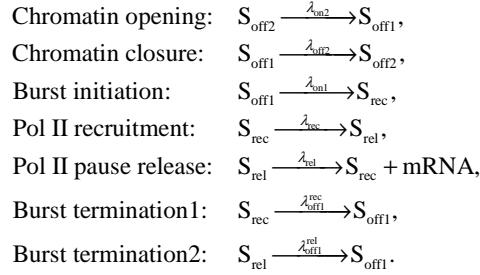 Chromatin opening: S_off2 —λ_on2→ S_off1,
Chromatin closure: S_off1 —λ_off2→ S_off2,
Burst initiation: S_off1 —λ_on1→ S_rec,
Pol II recruitment: S_rec —λ_rec→ S_rel,
Pol II pause release: S_rel —λ_rel→ S_rec + mRNA,
Burst termination1: S_rec —λ_off1^rec→ S_off1,
Burst termination2: S_rel —λ_off1^rel→ S_off1.